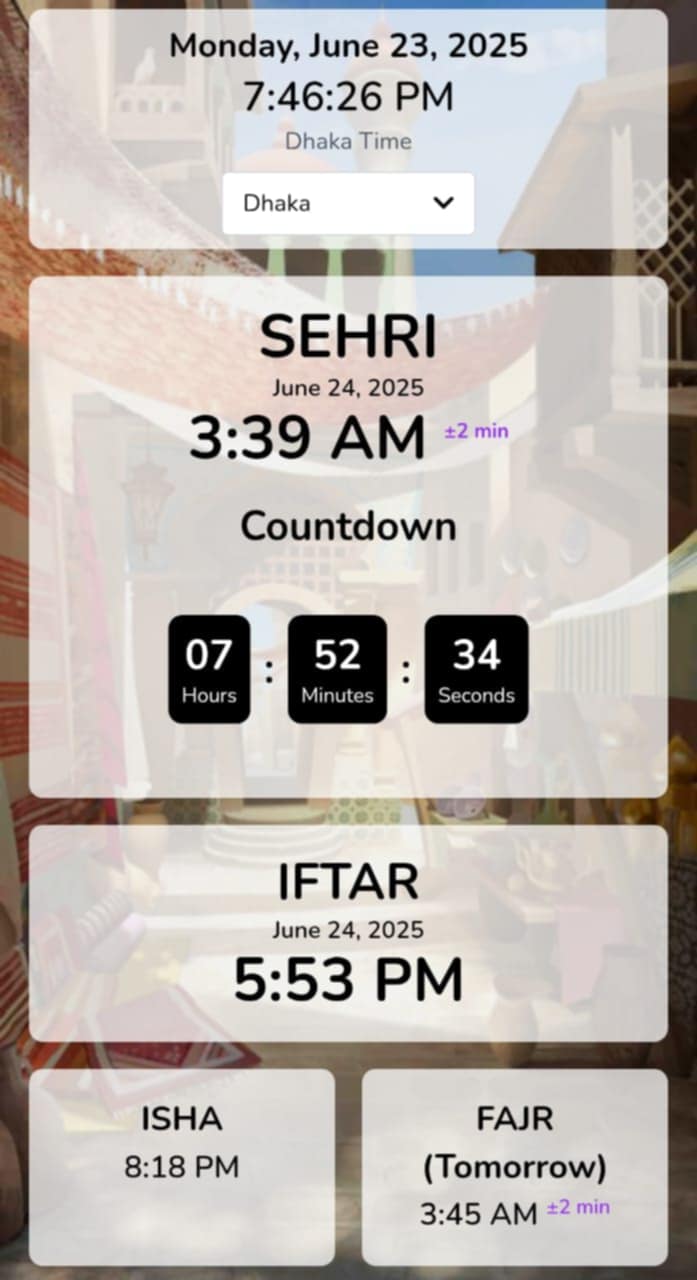 Monday, June 23, 2025
7:46:26 PM
Dhaka Time
Dhaka
SEHRI
June 24, 2025
3:39 AM ±2 min
Countdown
07 : 52 : 34
Hours Minutes Seconds
IFTAR
June 24, 2025
5:53 PM
ISHA
8:18 PM
FAJR
(Tomorrow)
3:45 AM ±2 min